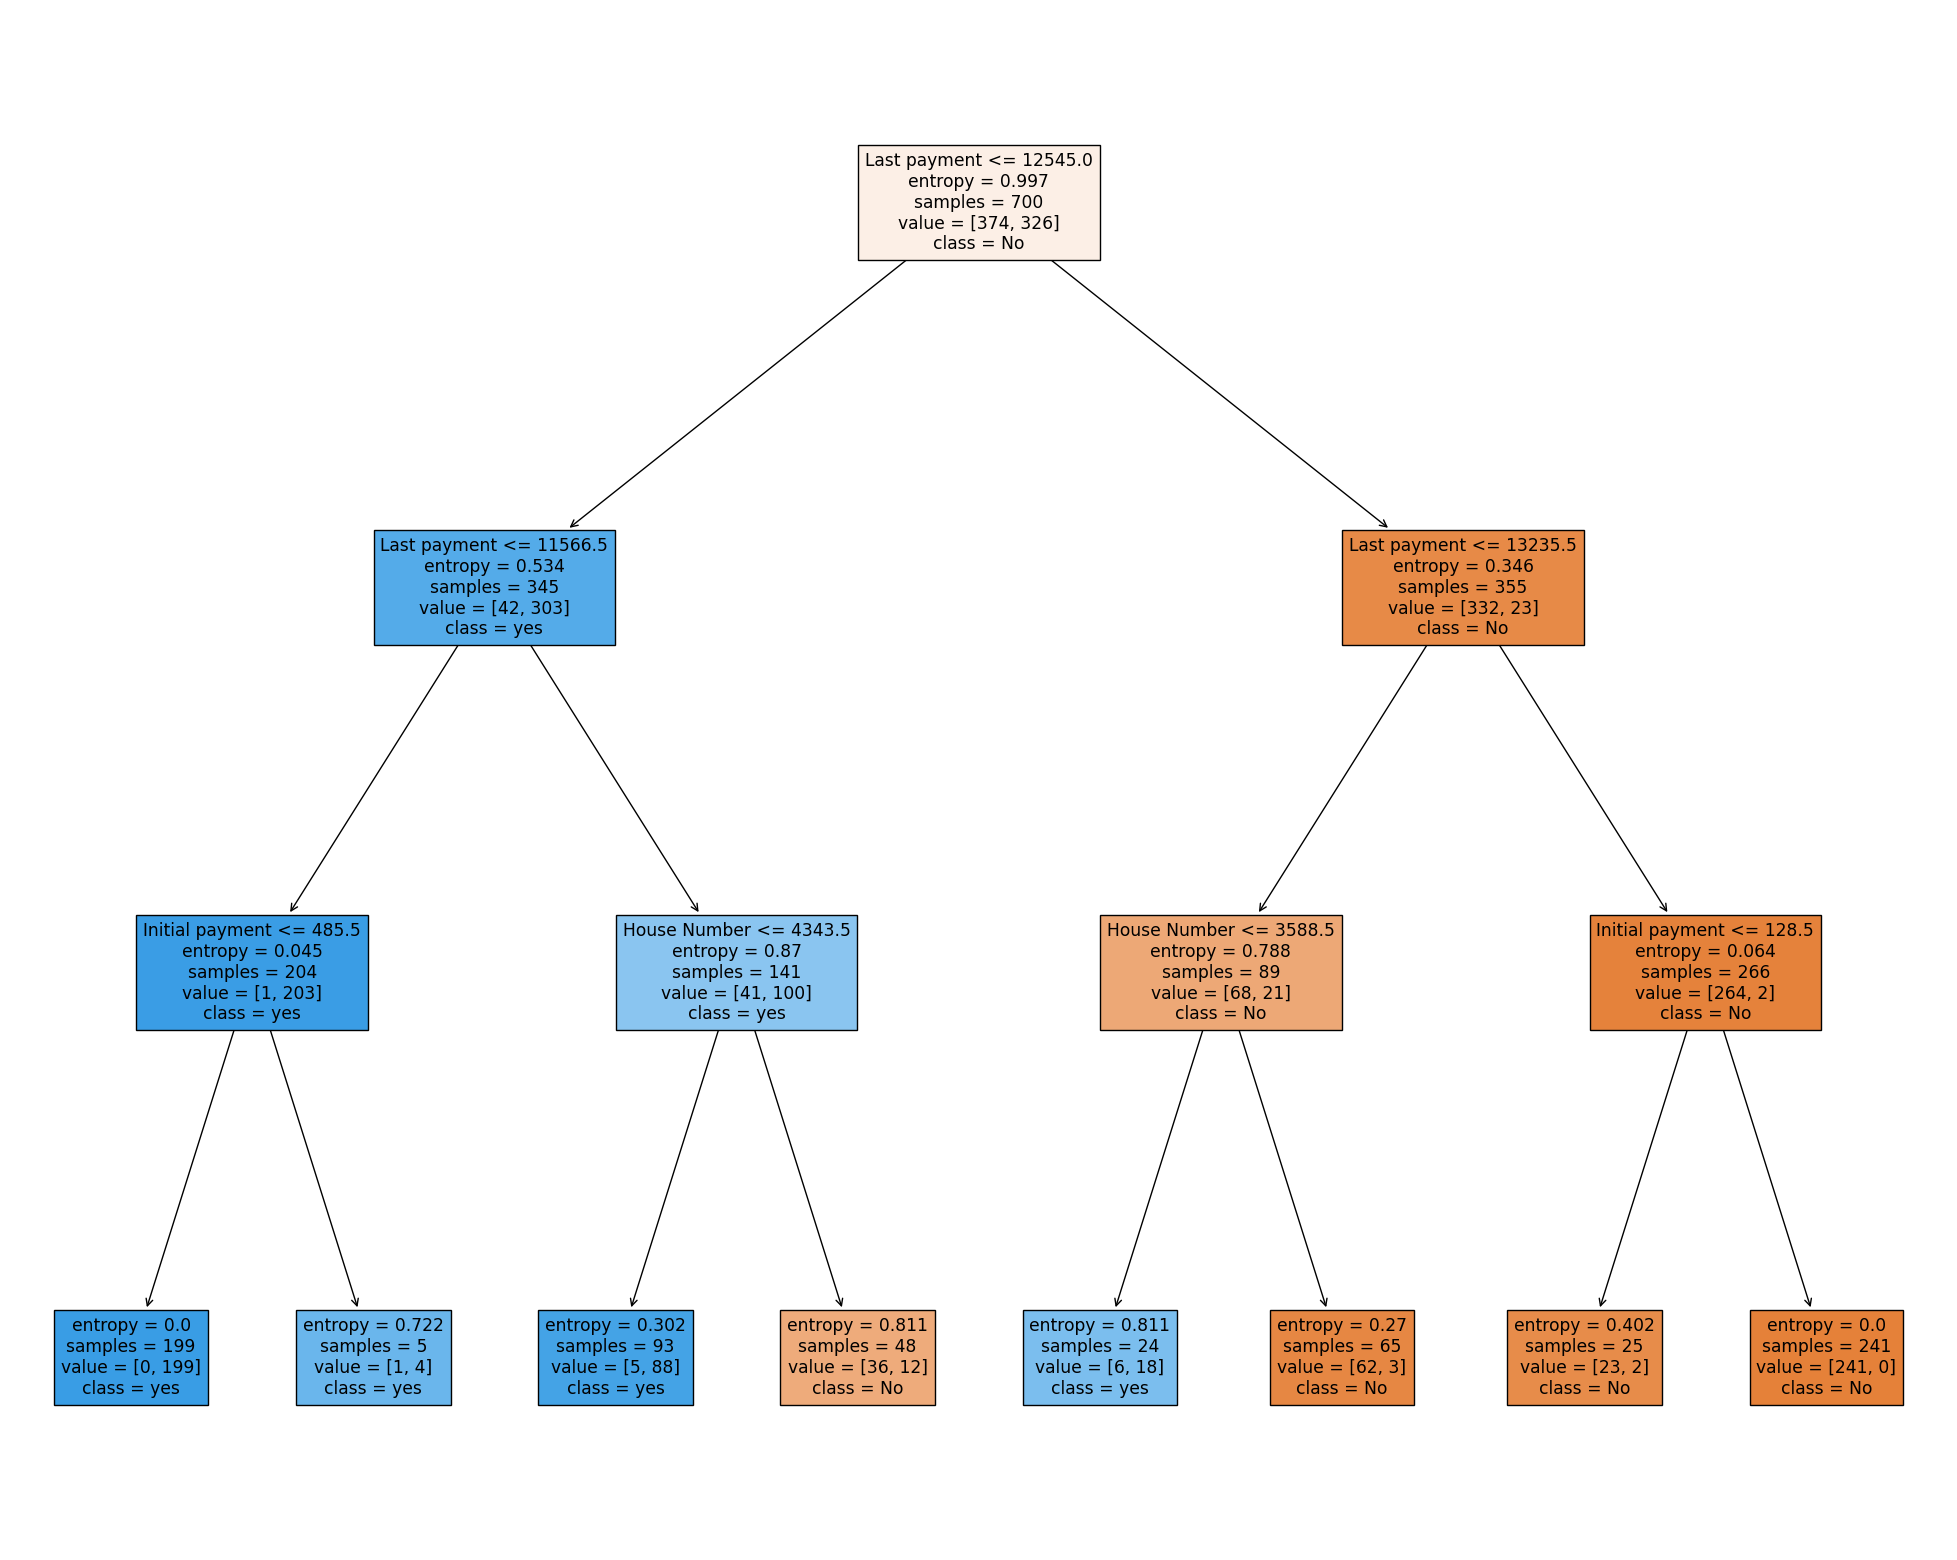 Last payment <= 12545.0
entropy = 0.997
samples = 700
value = [374, 326]
class = No
Last payment <= 11566.5
entropy = 0.534
samples = 345
value = [42, 303]
class = yes
Last payment <= 13235.5
entropy = 0.346
samples = 355
value = [332, 23]
class = No
Initial payment <= 485.5
entropy = 0.045
samples = 204
value = [1, 203]
class = yes
House Number <= 4343.5
entropy = 0.87
samples = 141
value = [41, 100]
class = yes
House Number <= 3588.5
entropy = 0.788
samples = 89
value = [68, 21]
class = No
Initial payment <= 128.5
entropy = 0.064
samples = 266
value = [264, 2]
class = No
entropy = 0.0
samples = 199
value = [0, 199]
class = yes
entropy = 0.722
samples = 5
value = [1, 4]
class = yes
entropy = 0.302
samples = 93
value = [5, 88]
class = yes
entropy = 0.811
samples = 48
value = [36, 12]
class = No
entropy = 0.811
samples = 24
value = [6, 18]
class = yes
entropy = 0.27
samples = 65
value = [62, 3]
class = No
entropy = 0.402
samples = 25
value = [23, 2]
class = No
entropy = 0.0
samples = 241
value = [241, 0]
class = No